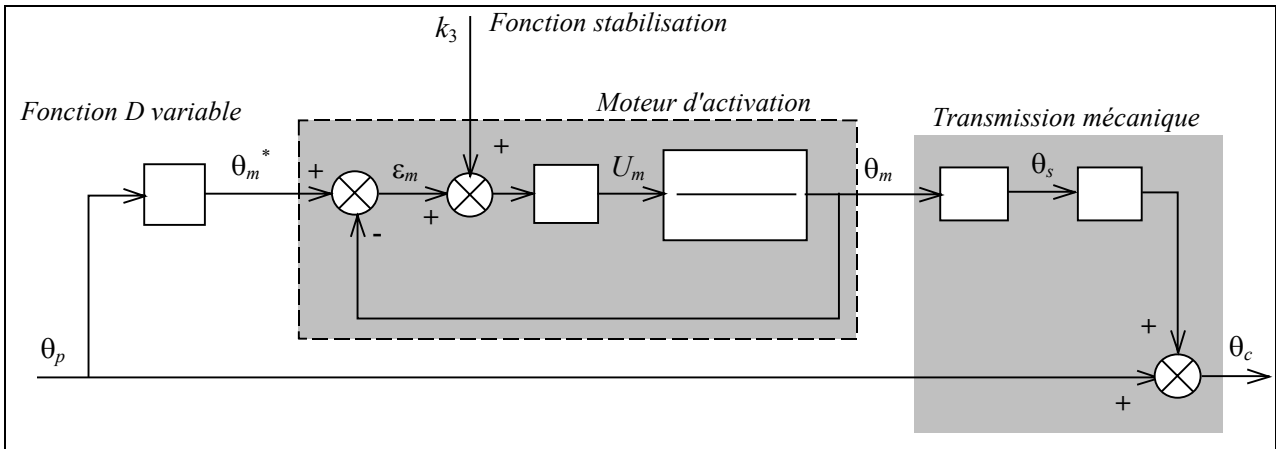 k3
Fonction stabilisation
Fonction D variable
Moteur d'activation
Transmission mécanique
θm*
+
εm
+
+
Um
θm
θs
-
θp
+
+
θc